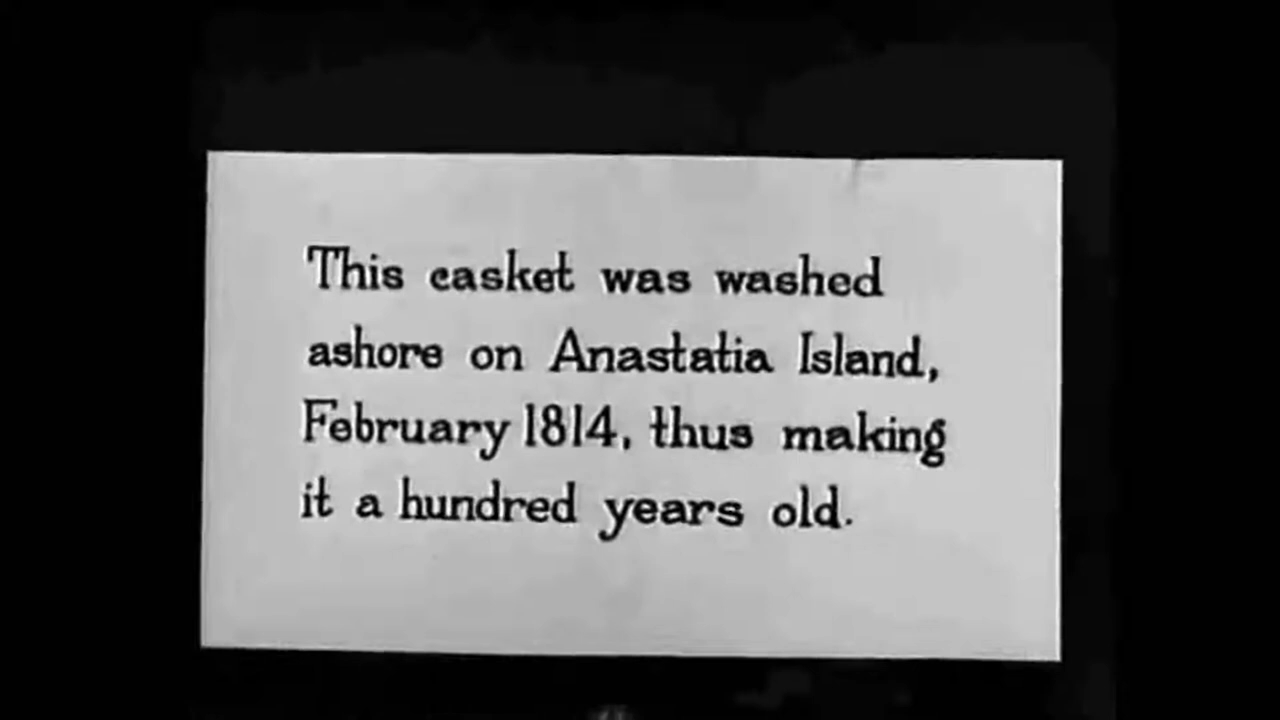 This casket was washed
ashore on Anastatia Island,
February 1814, thus making
it a hundred years old.